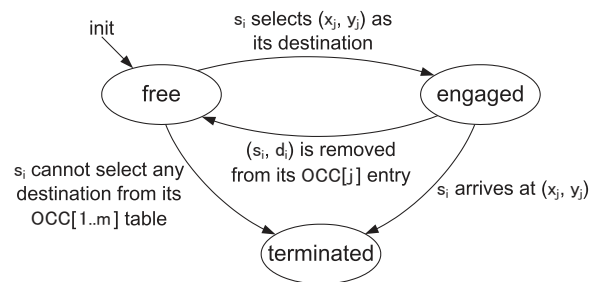 init
sᵢ selects (xⱼ, yⱼ) as
its destination
free
engaged
(sᵢ, dᵢ) is removed
from its OCC[j] entry
sᵢ cannot select any
destination from its
OCC[1..m] table
sᵢ arrives at (xⱼ, yⱼ)
terminated